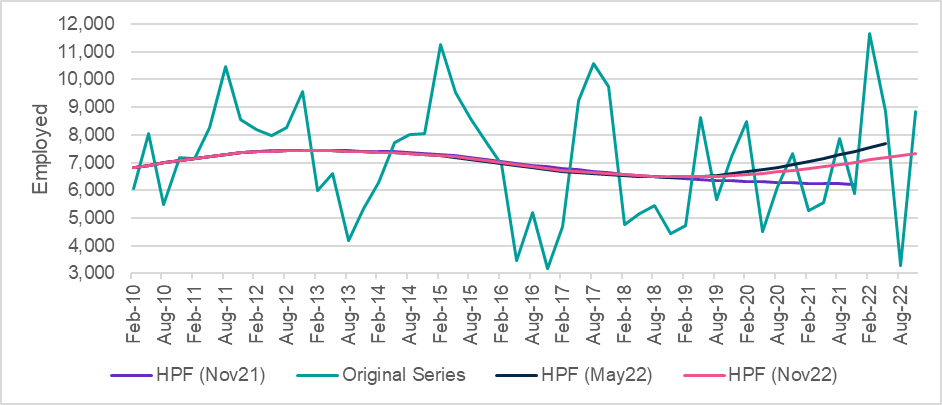 12,000
11,000
10,000
9,000
8,000
7,000
6,000
5,000
4,000
3,000
Employed
Feb-10
Aug-10
Feb-11
Aug-11
Feb-12
Aug-12
Feb-13
Aug-13
Feb-14
Aug-14
Feb-15
Aug-15
Feb-16
Aug-16
Feb-17
Aug-17
Feb-18
Aug-18
Feb-19
Aug-19
Feb-20
Aug-20
Feb-21
Aug-21
Feb-22
Aug-22
HPF (Nov21) Original Series HPF (May22) HPF (Nov22)